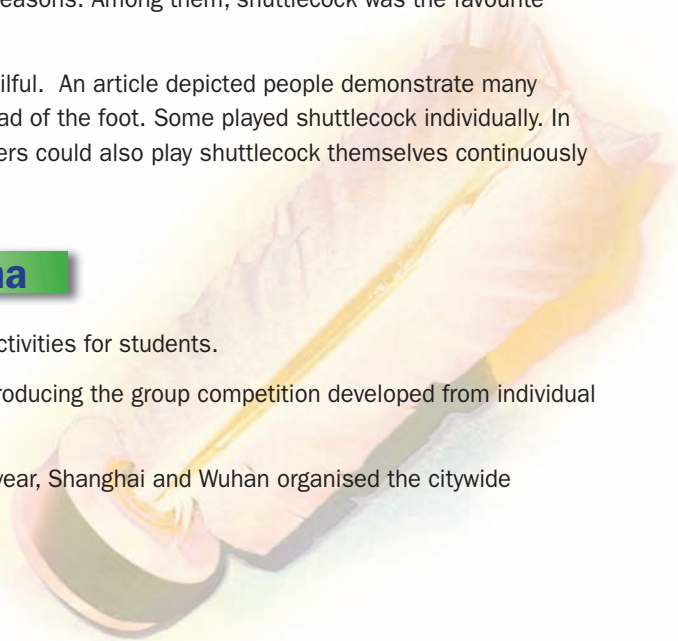 easons. Among them, shuttlecock was the favourite
ilful. An article depicted people demonstrate many
ad of the foot. Some played shuttlecock individually. In
ers could also play shuttlecock themselves continuously
na
ctivities for students.
roducing the group competition developed from individual
year, Shanghai and Wuhan organised the citywide